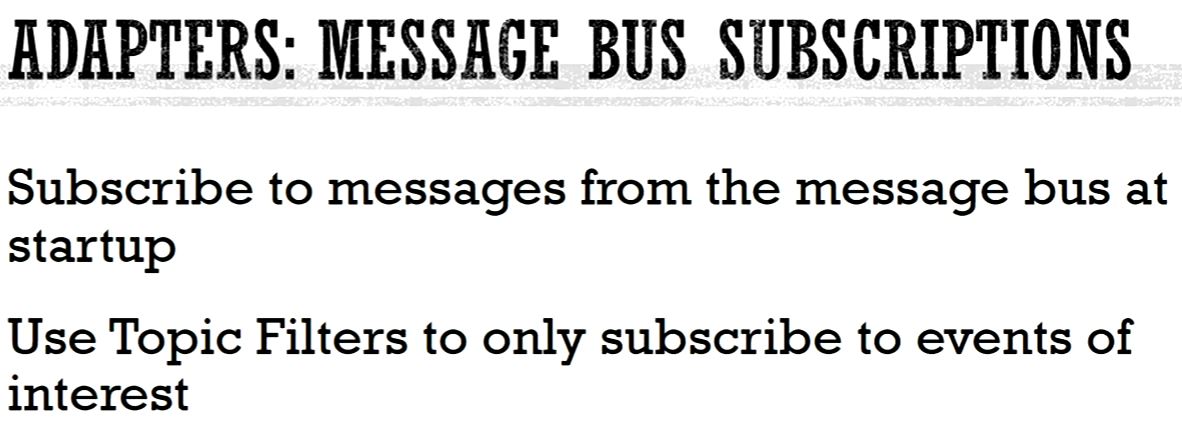 ADAPTERS: MESSAGE BUS SUBSCRIPTIONS
Subscribe to messages from the message bus at
startup
Use Topic Filters to only subscribe to events of
interest